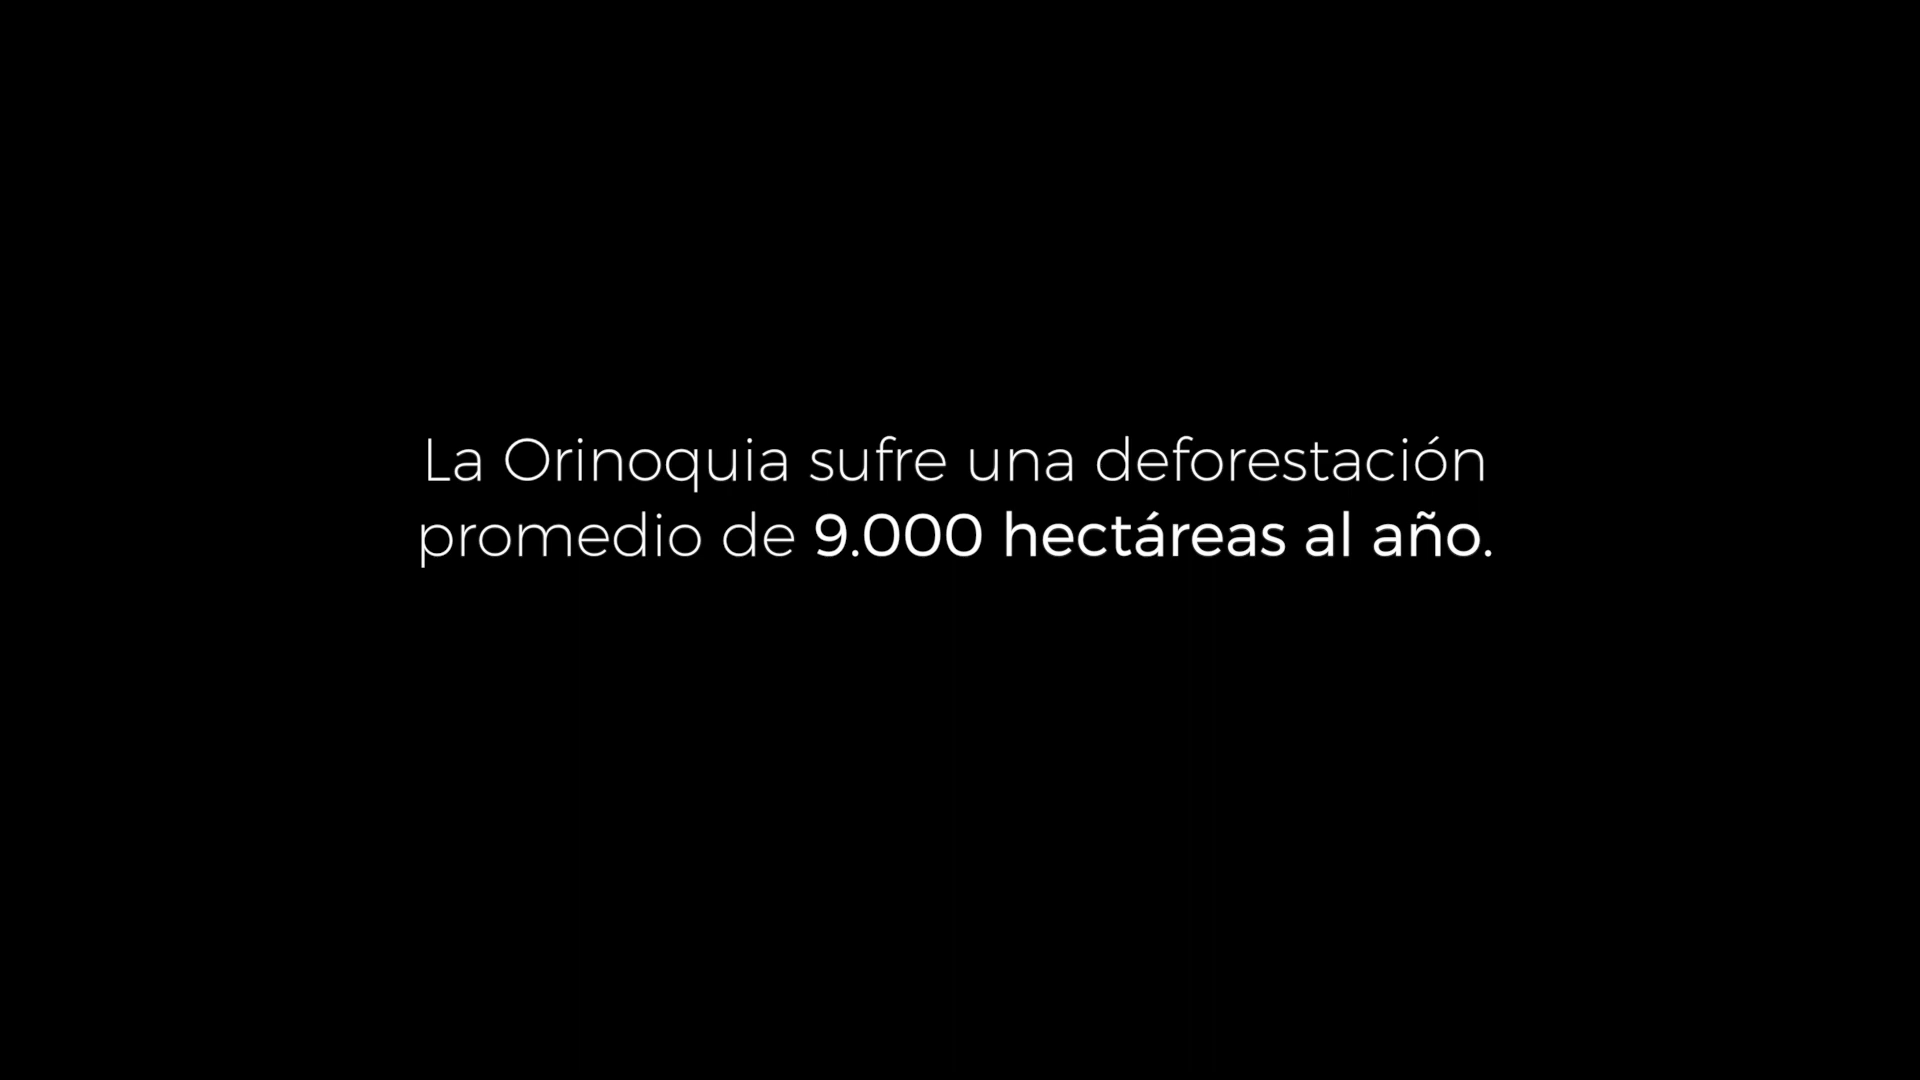 La Orinoquia sufre una deforestación
promedio de 9.000 hectáreas al año.